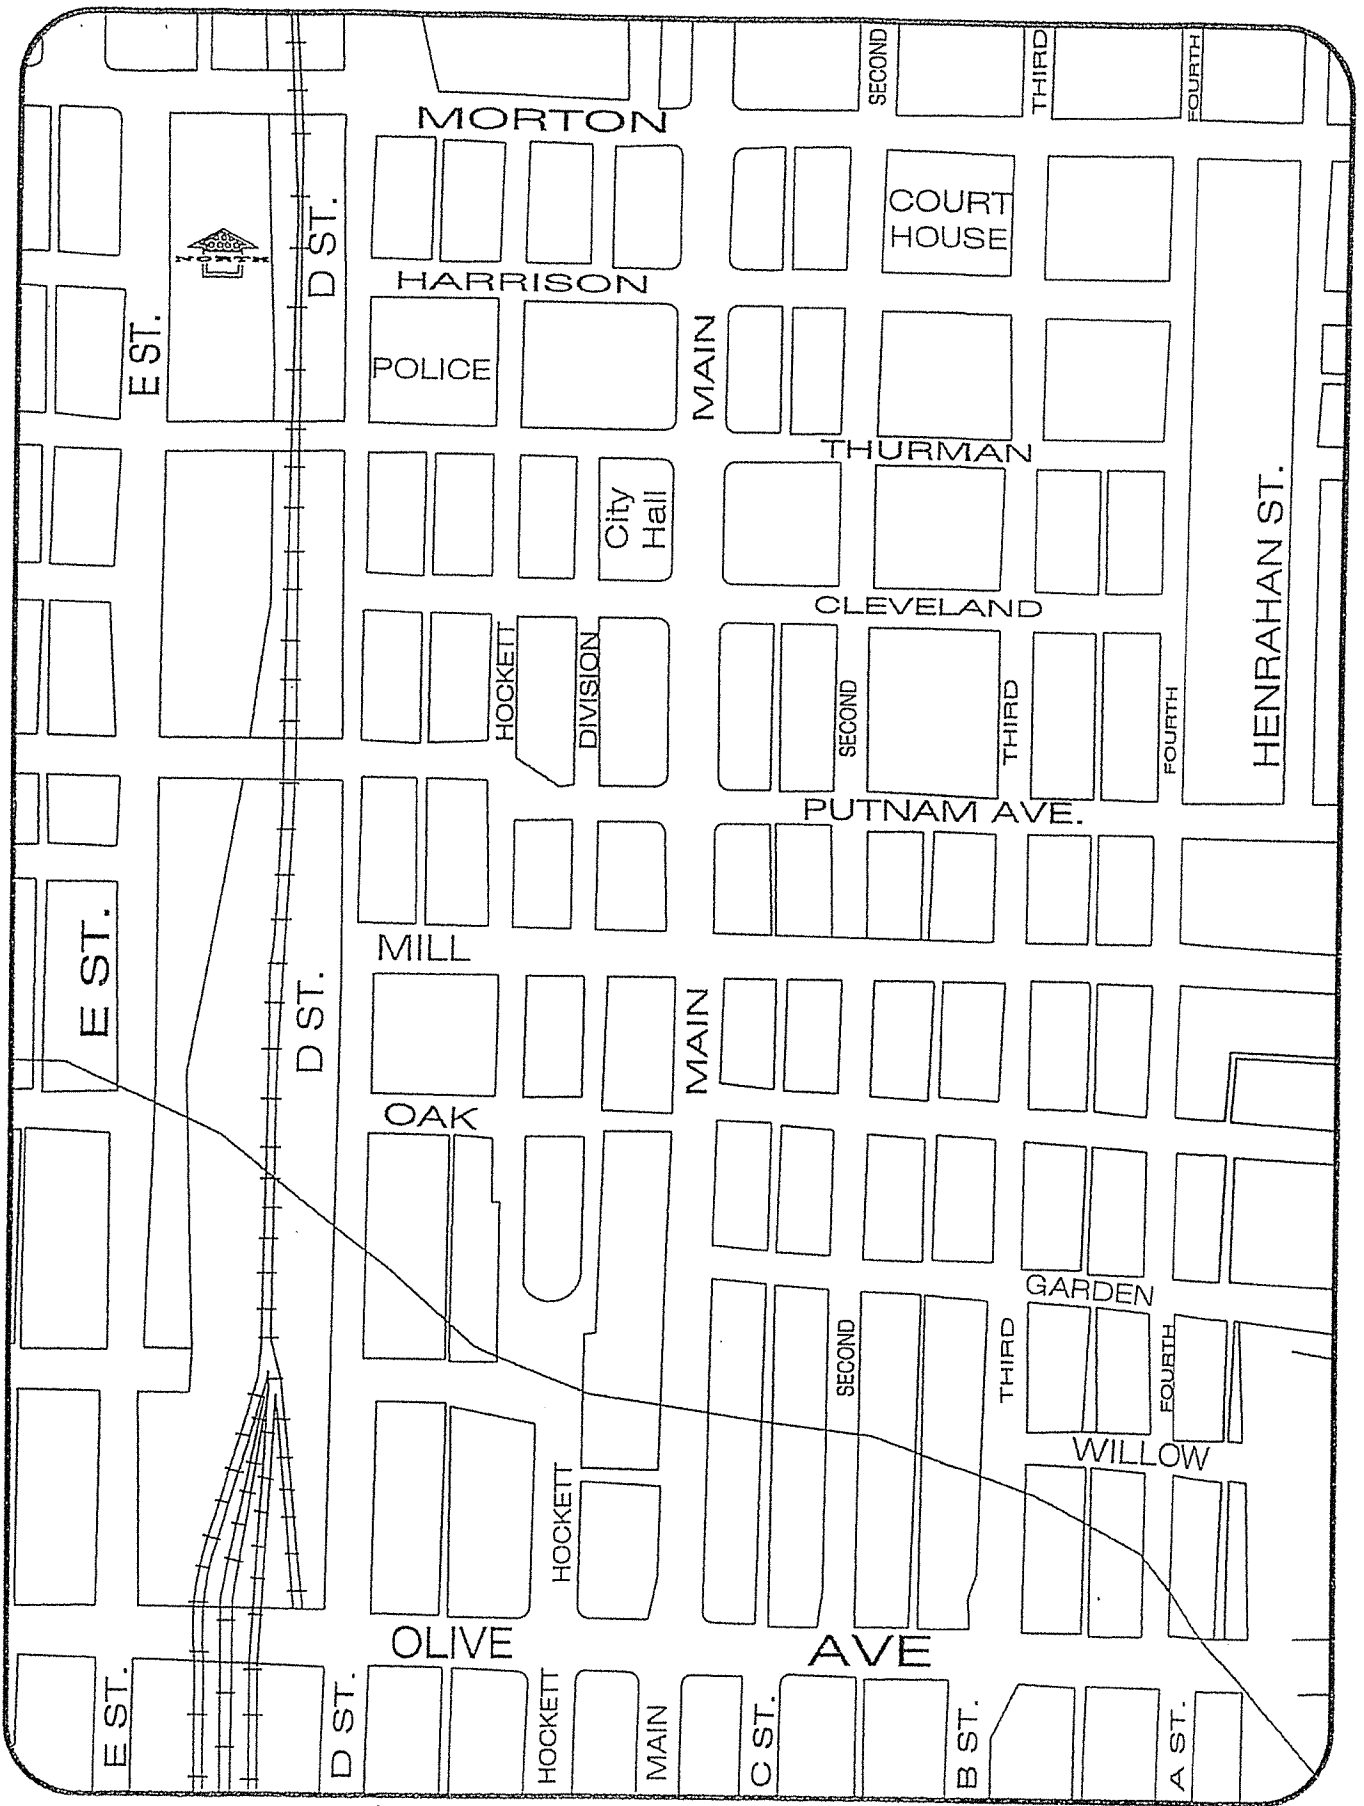 SECOND
THIRD
FOURTH
MORTON
COURT
HOUSE
NORTH
D ST.
HARRISON
E ST.
POLICE
MAIN
THURMAN
City
Hall
HENRAHAN ST.
CLEVELAND
HOCKETT
DIVISION
SECOND
THIRD
FOURTH
PUTNAM AVE.
E ST.
MILL
D ST.
MAIN
OAK
GARDEN
SECOND
THIRD
FOURTH
WILLOW
HOCKETT
OLIVE
AVE
E ST.
D ST.
HOCKETT
MAIN
C ST.
B ST.
A ST.